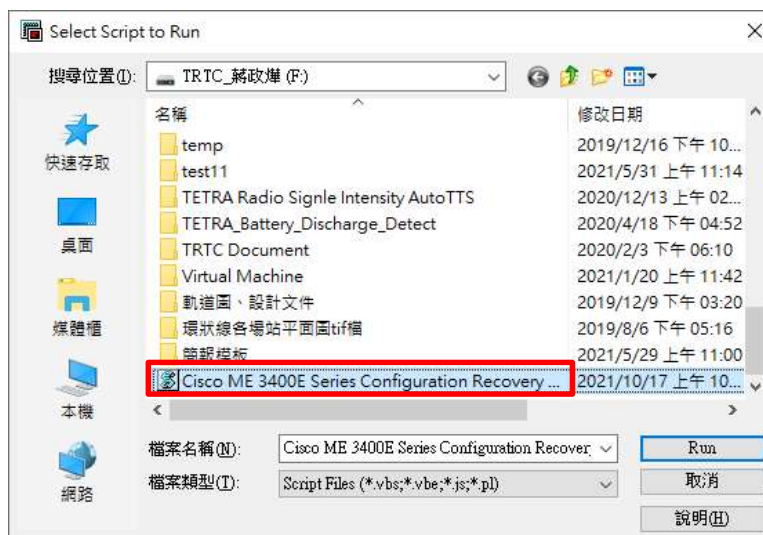 Select Script to Run
搜尋位置(I): TRTC_蔣政燁 (F:)
名稱 修改日期
temp 2019/12/16 下午 10...
test11 2021/5/31 上午 11:14
TETRA Radio Signle Intensity AutoTTS 2020/12/13 上午 02...
TETRA_Battery_Discharge_Detect 2020/4/18 下午 04:52
TRTC Document 2020/2/3 下午 06:10
Virtual Machine 2021/1/20 上午 11:42
軌道圖、設計文件 2019/12/9 下午 03:20
環狀線各場站平面圖tif檔 2019/8/6 下午 05:16
簡報模板 2021/5/29 上午 11:00
Cisco ME 3400E Series Configuration Recovery ... 2021/10/17 上午 10...
快速存取
桌面
媒體櫃
本機
網路
檔案名稱(N): Cisco ME 3400E Series Configuration Recover Run
檔案類型(T): Script Files (*.vbs;*.vbe;*.js;*.pl) 取消
說明(H)